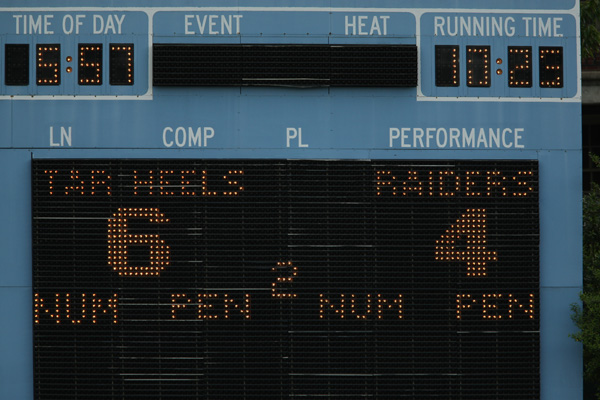 TIME OF DAY EVENT HEAT RUNNING TIME
5:57 17:23
LN COMP PL PERFORMANCE
TAR HEELS RAIDERS
6 4
2
NUM PEN NUM PEN